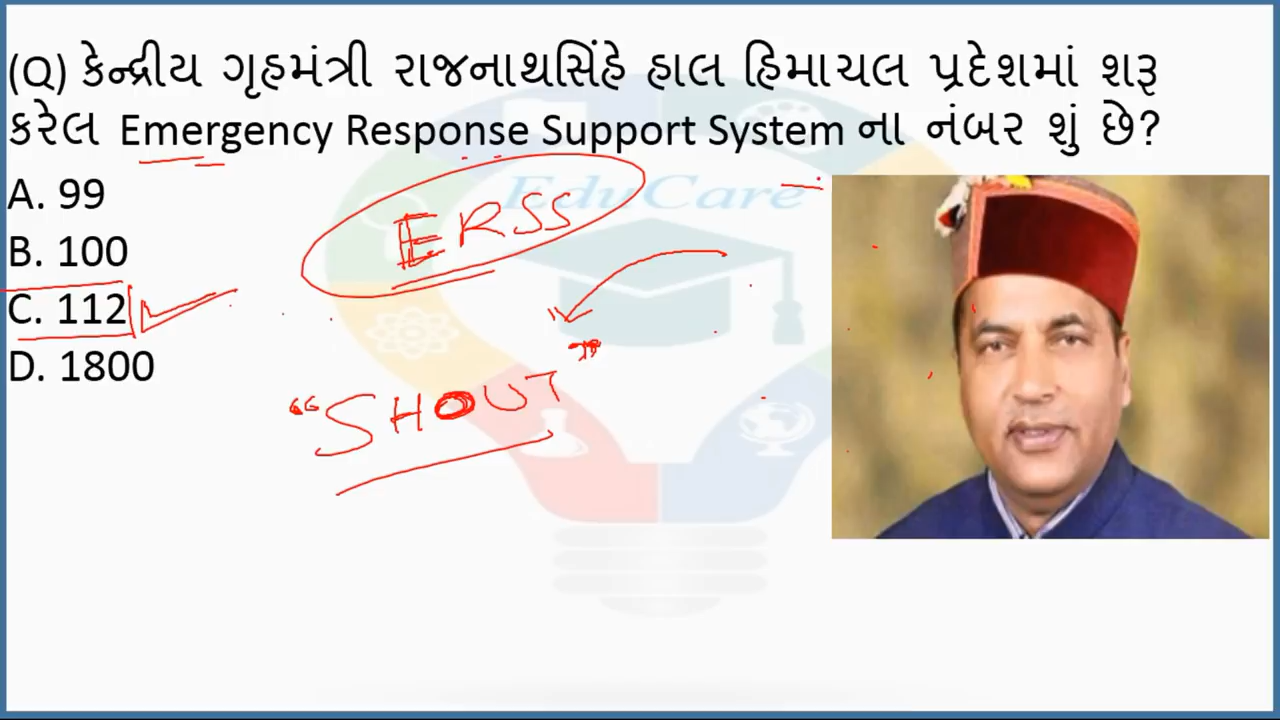 (Q) કેન્દ્રીય ગૃહમંત્રી રાજનાથસિંહે હાલ હિમાચલ પ્રદેશમાં શરૂ
કરેલ Emergency Response Support System ના નંબર શું છે?
A. 99
B. 100
C. 112
D. 1800
EduCare
ERSS
"SHOUT"